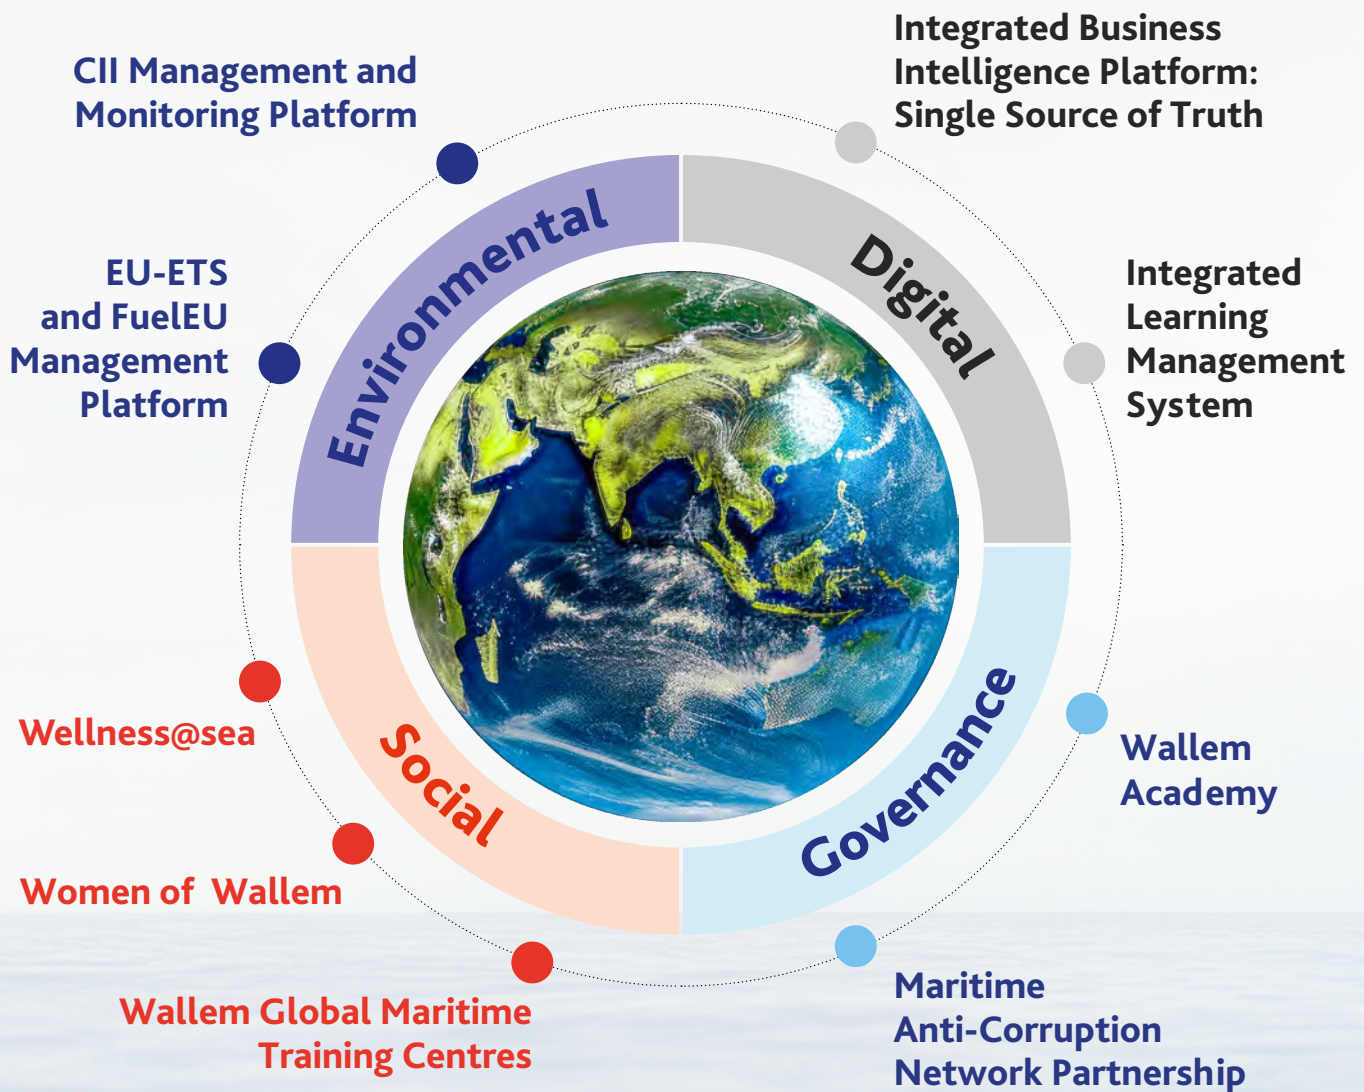 CII Management and
Monitoring Platform
Integrated Business
Intelligence Platform:
Single Source of Truth
EU-ETS
and FuelEU
Management
Platform
Integrated
Learning
Management
System
Environmental
Digital
Social
Governance
Wellness@sea
Women of Wallem
Wallem Global Maritime
Training Centres
Wallem
Academy
Maritime
Anti-Corruption
Network Partnership